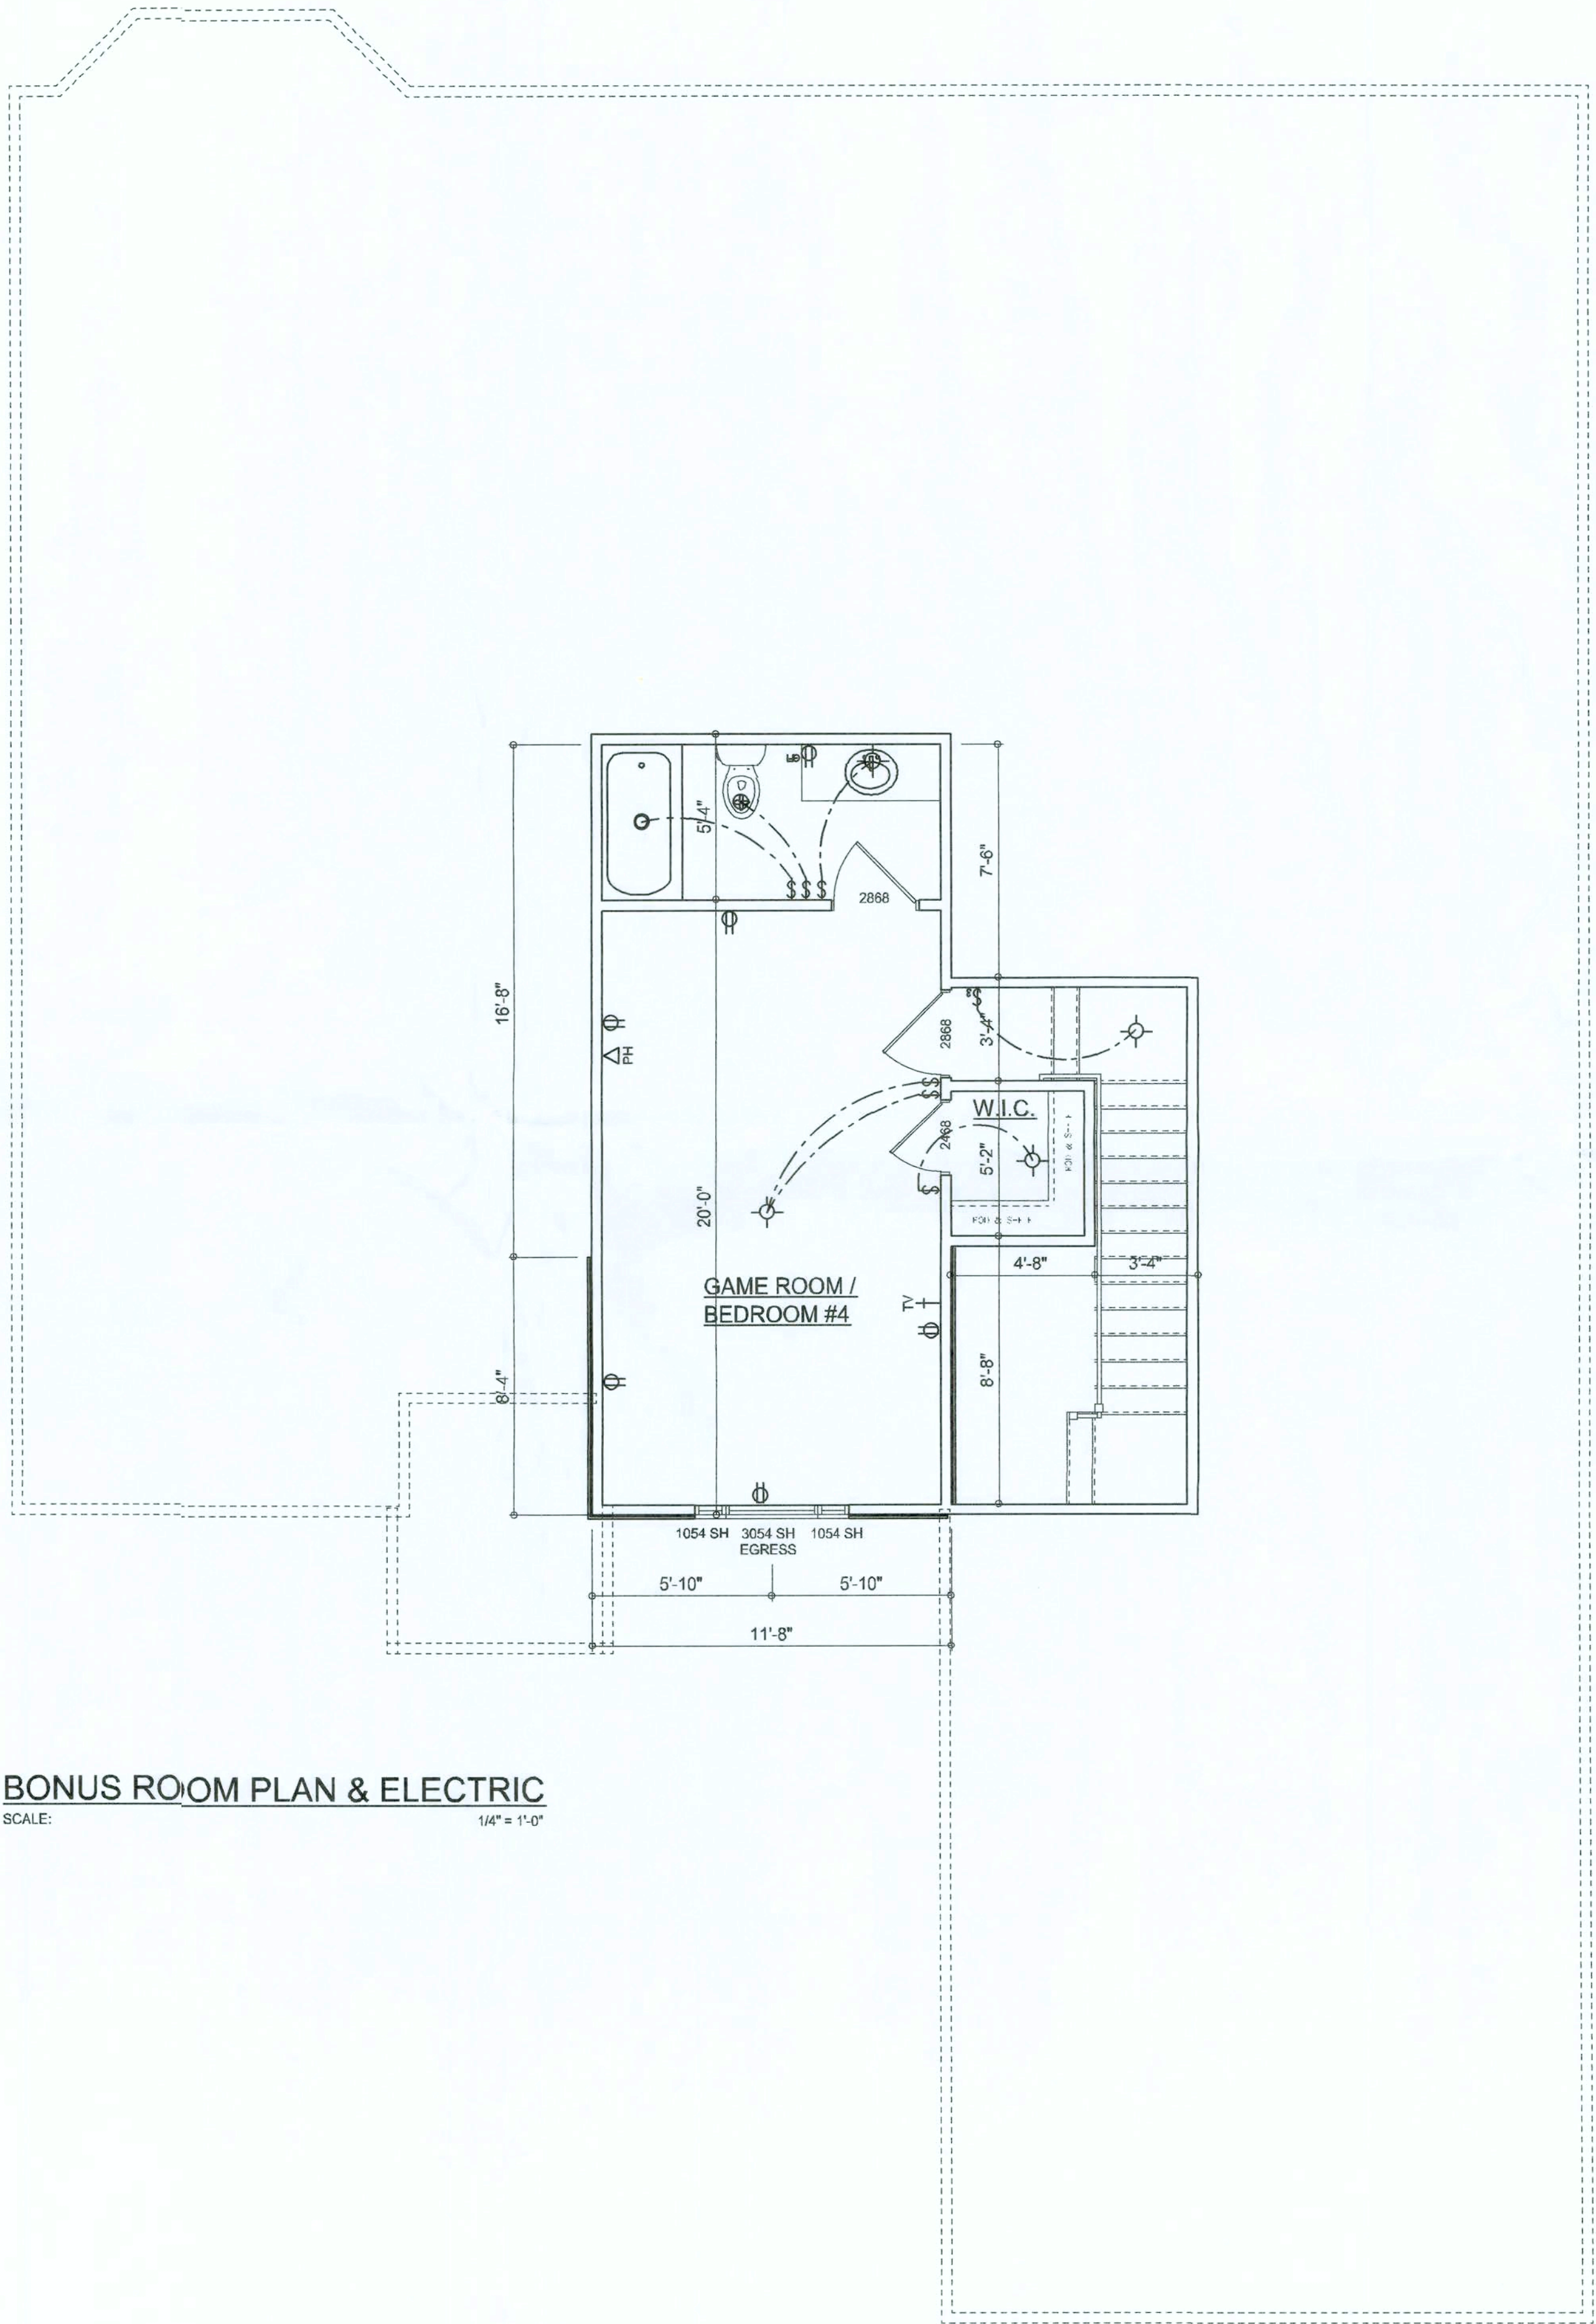 GFI
5'-4"
7'-6"
$ $ $
2868
16'-8"
PH
2868
3'-4"
W.I.C.
2468
5'-2"
20'-0"
4'-8"
3'-4"
GAME ROOM /
BEDROOM #4
TV
8'-4"
8'-8"
1054 SH 3054 SH 1054 SH
EGRESS
5'-10" 5'-10"
11'-8"
BONUS ROOM PLAN & ELECTRIC
SCALE: 1/4" = 1'-0"